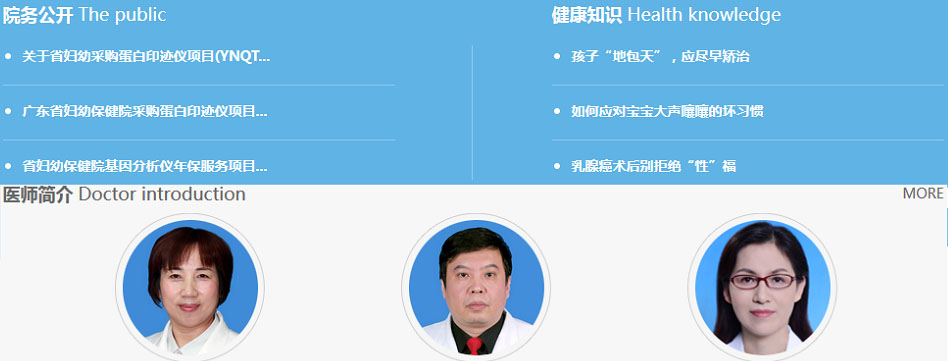 院务公开 The public
关于省妇幼采购蛋白印迹仪项目(YNQT...
广东省妇幼保健院采购蛋白印迹仪项目...
省妇幼保健院基因分析仪年保服务项目...
健康知识 Health knowledge
孩子“地包天”，应尽早矫治
如何应对宝宝大声嚷嚷的坏习惯
乳腺癌术后别拒绝“性”福
医师简介 Doctor introduction
MORE